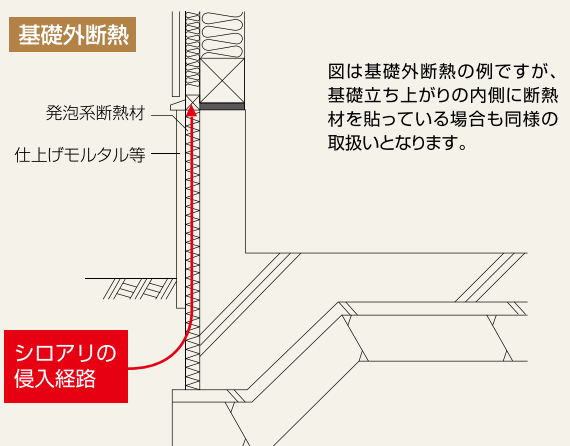 基礎外断熱
図は基礎外断熱の例ですが、
基礎立ち上がりの内側に断熱
材を貼っている場合も同様の
取扱いとなります。
発泡系断熱材
仕上げモルタル等
シロアリの
侵入経路